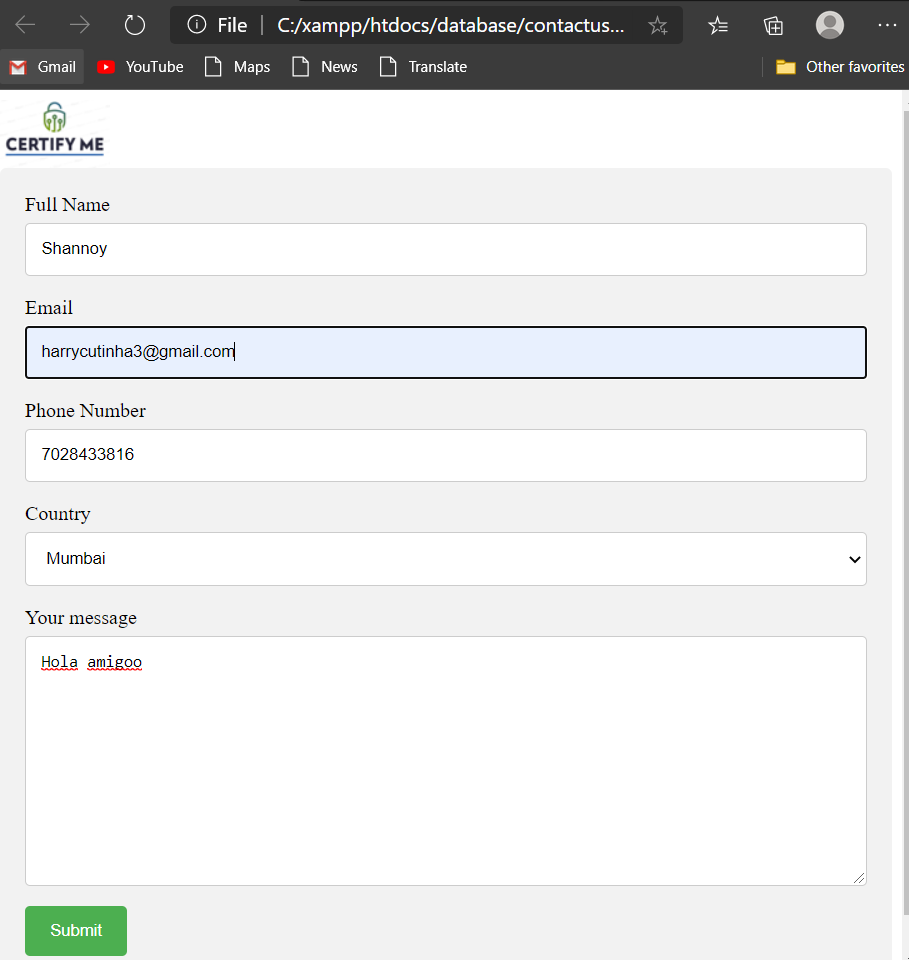 File C:/xampp/htdocs/database/contactus...
Gmail YouTube Maps News Translate Other favorites
CERTIFY ME
Full Name
Shannoy
Email
harrycutinha3@gmail.com
Phone Number
7028433816
Country
Mumbai
Your message
Hola amigoo
Submit